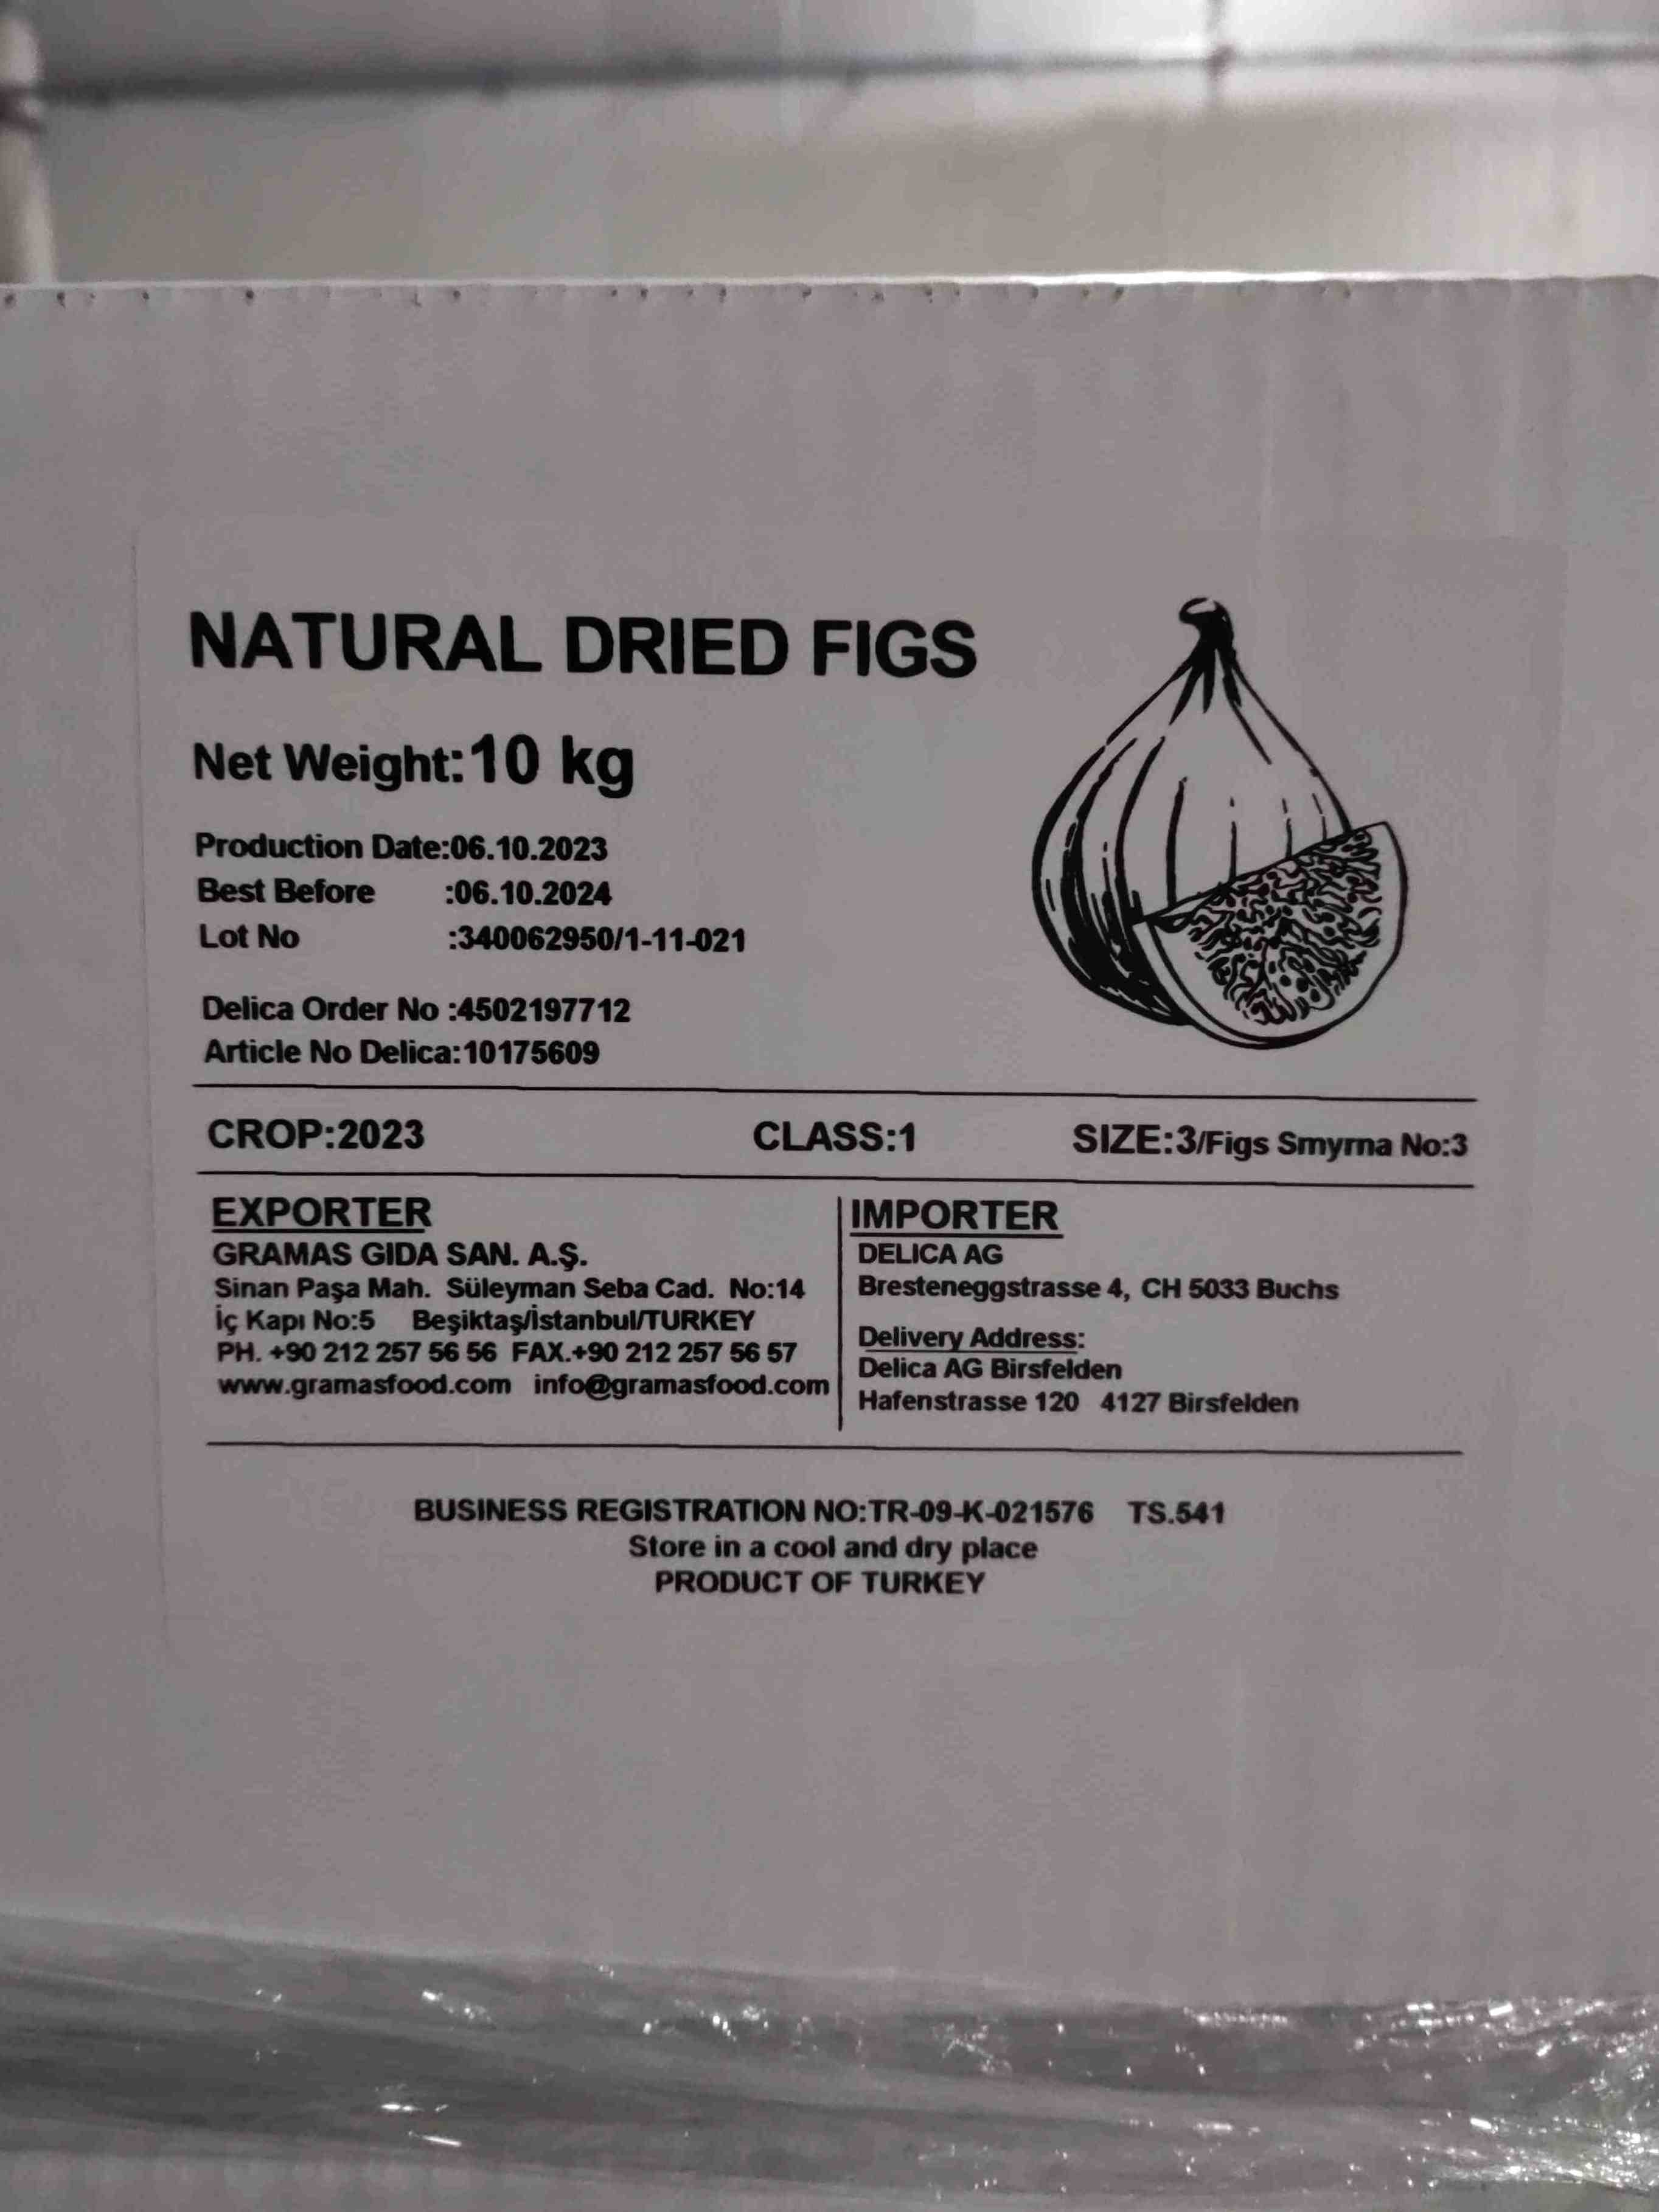 NATURAL DRIED FIGS
Net Weight:10 kg
Production Date:06.10.2023
Best Before :06.10.2024
Lot No :340062950/1-11-021
Delica Order No :4502197712
Article No Delica:10175609
CROP:2023 CLASS:1 SIZE:3/Figs Smyrna No:3
EXPORTER
GRAMAS GIDA SAN. A.Ş.
Sinan Paşa Mah. Süleyman Seba Cad. No:14
İç Kapı No:5 Beşiktaş/İstanbul/TURKEY
PH. +90 212 257 56 56 FAX.+90 212 257 56 57
www.gramasfood.com info@gramasfood.com
IMPORTER
DELICA AG
Bresteneggstrasse 4, CH 5033 Buchs
Delivery Address:
Delica AG Birsfelden
Hafenstrasse 120 4127 Birsfelden
BUSINESS REGISTRATION NO:TR-09-K-021576 TS.541
Store in a cool and dry place
PRODUCT OF TURKEY